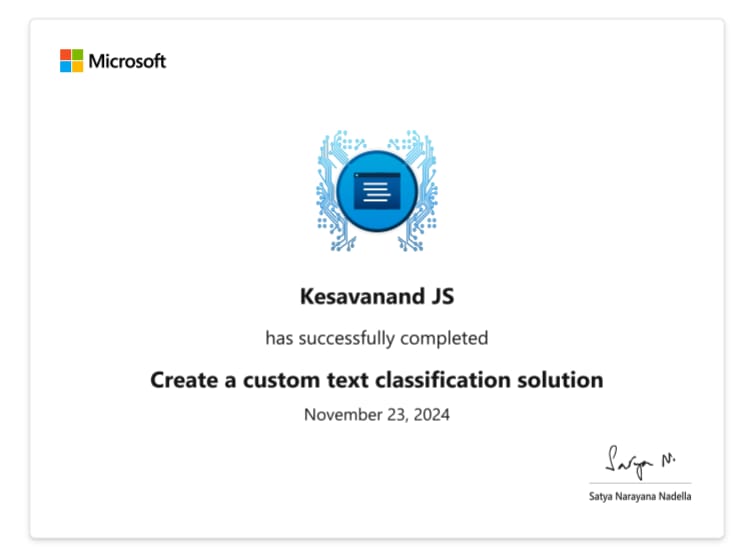 Microsoft
Kesavanand JS
has successfully completed
Create a custom text classification solution
November 23, 2024
Satya N.
Satya Narayana Nadella